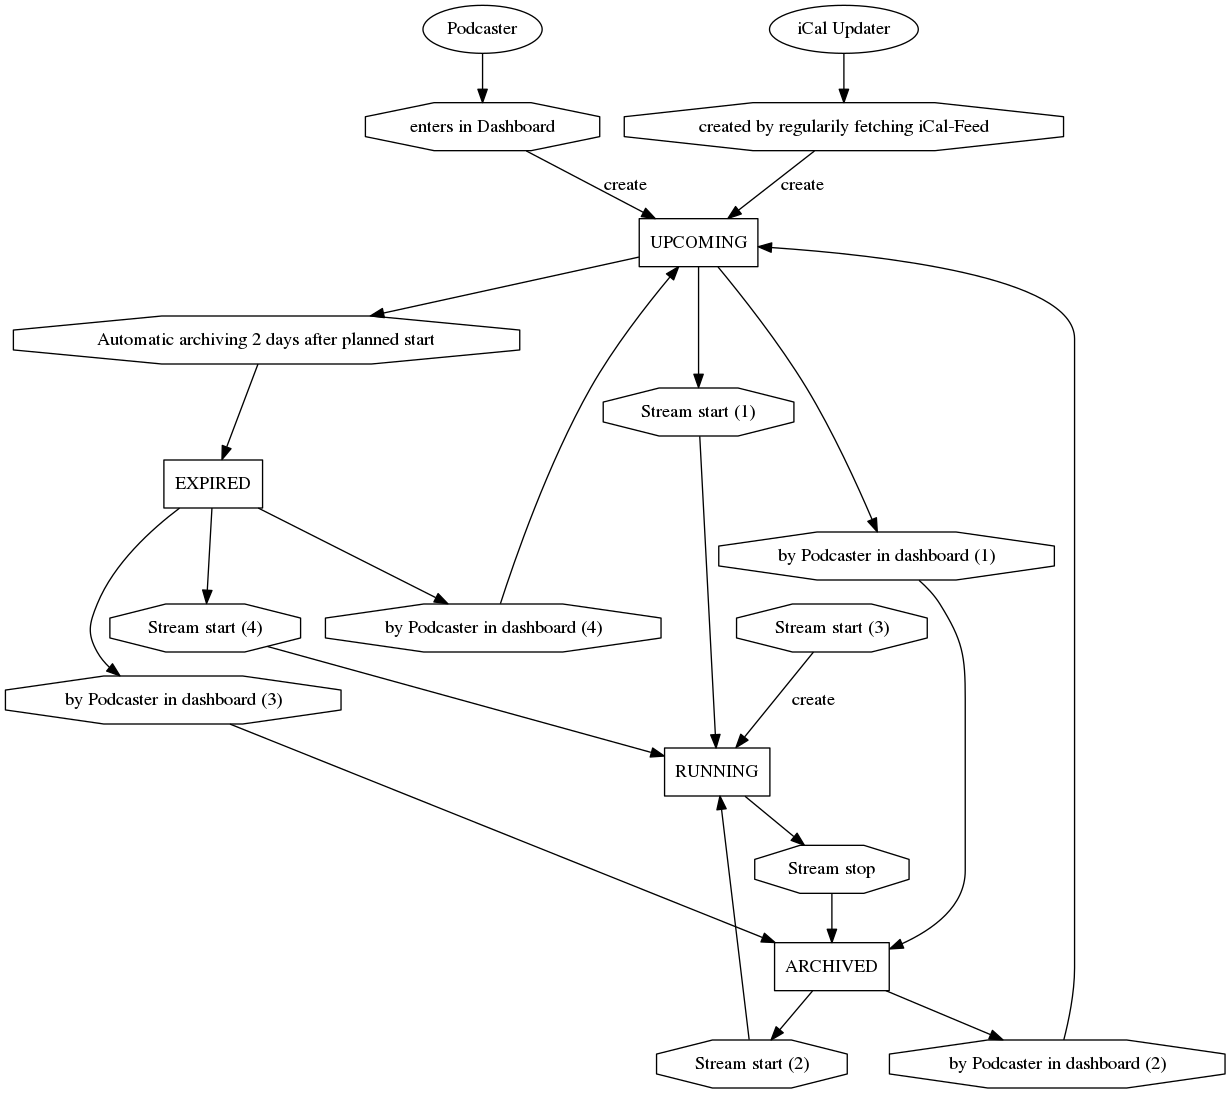 Podcaster
iCal Updater
enters in Dashboard
created by regularily fetching iCal-Feed
create
create
UPCOMING
Automatic archiving 2 days after planned start
Stream start (1)
EXPIRED
by Podcaster in dashboard (1)
Stream start (4)
by Podcaster in dashboard (4)
Stream start (3)
by Podcaster in dashboard (3)
create
RUNNING
Stream stop
ARCHIVED
Stream start (2)
by Podcaster in dashboard (2)